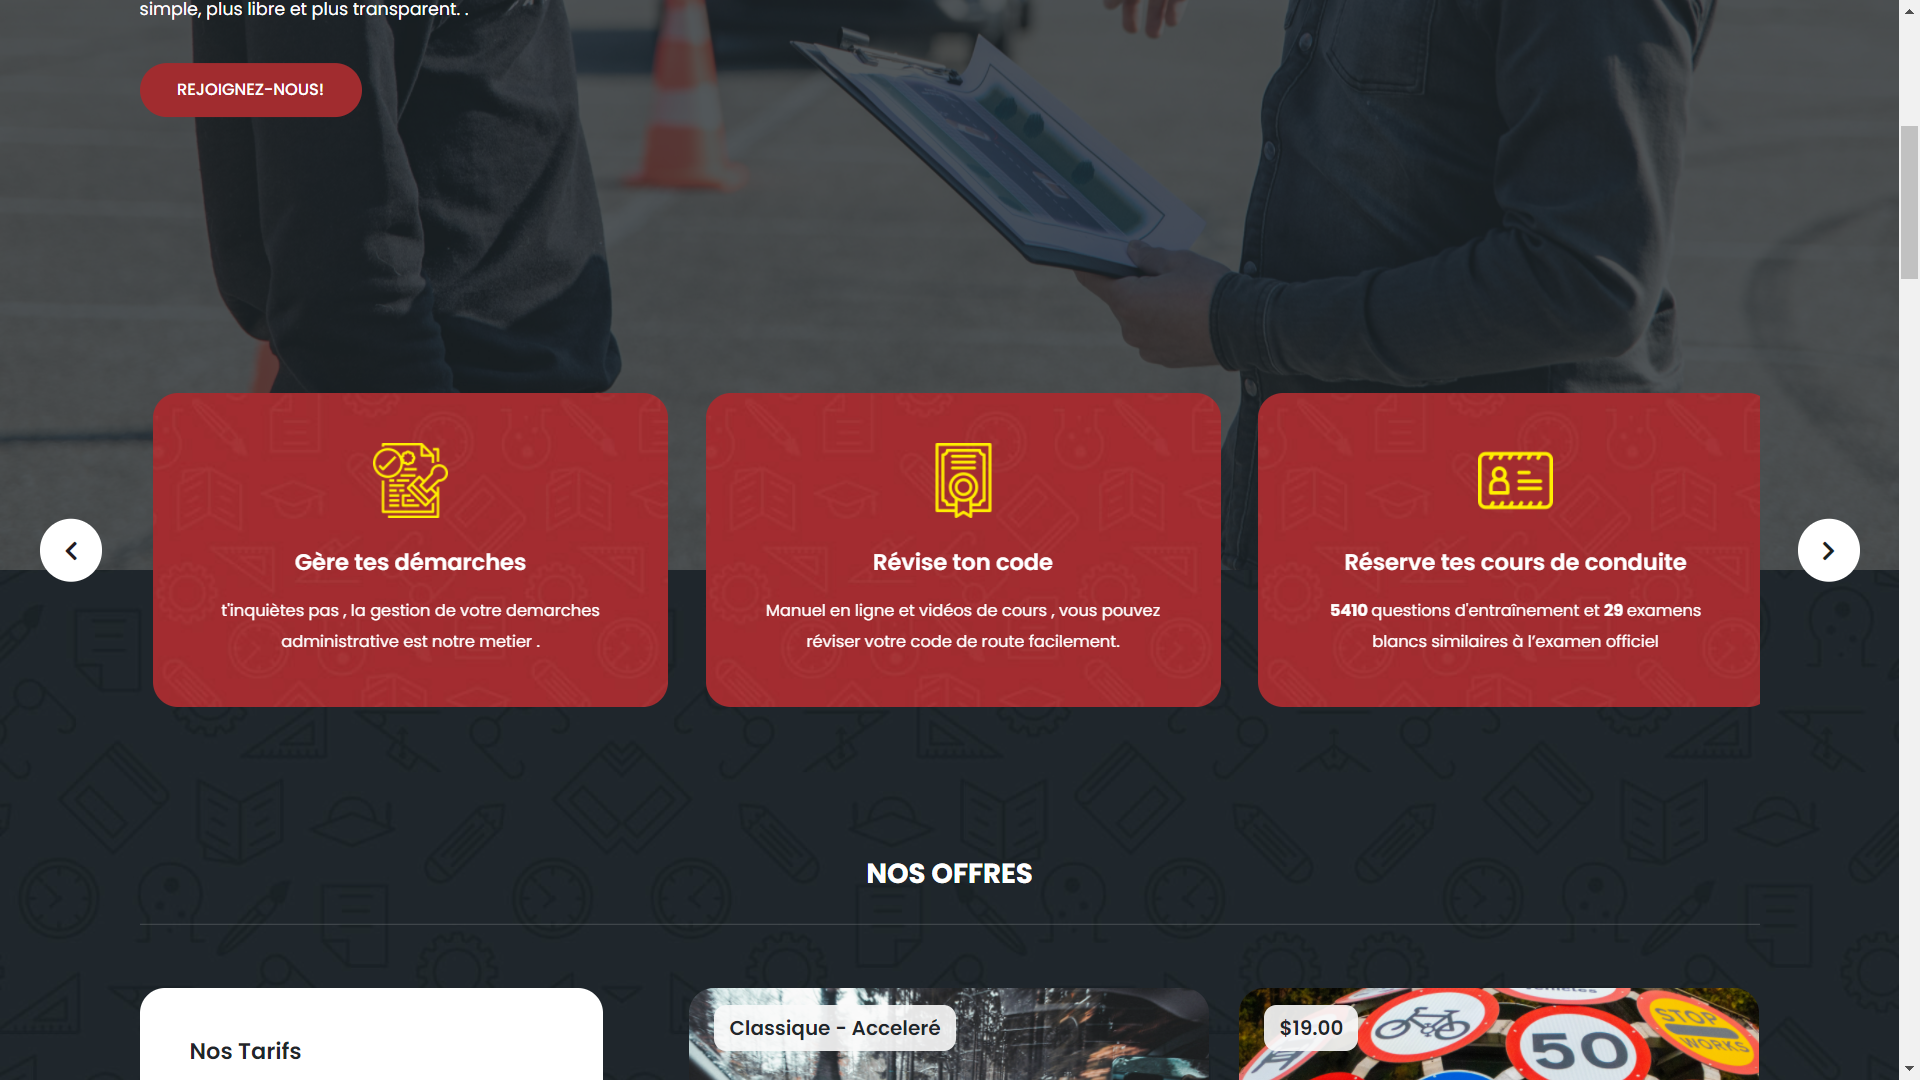 simple, plus libre et plus transparent. .
REJOIGNEZ-NOUS!
Gère tes démarches
t'inquiètes pas , la gestion de votre demarches
administrative est notre metier .
Révise ton code
Manuel en ligne et vidéos de cours , vous pouvez
réviser votre code de route facilement.
Réserve tes cours de conduite
5410 questions d'entraînement et 29 examens
blancs similaires à l’examen officiel
NOS OFFRES
Nos Tarifs
Classique - Acceleré
$19.00
vehicles
50
STOP
WORKS